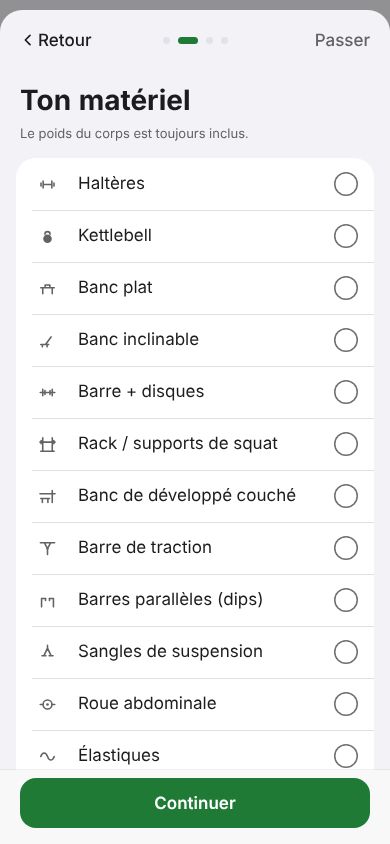 Retour
Passer
Ton matériel
Le poids du corps est toujours inclus.
Haltères
Kettlebell
Banc plat
Banc inclinable
Barre + disques
Rack / supports de squat
Banc de développé couché
Barre de traction
Barres parallèles (dips)
Sangles de suspension
Roue abdominale
Élastiques
Continuer